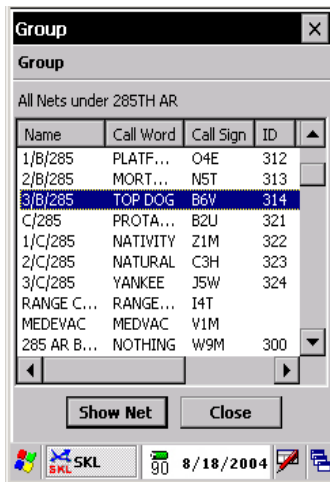 Group
Group
All Nets under 285TH AR
Name Call Word Call Sign ID
1/B/285 PLATF... O4E 312
2/B/285 MORT... N5T 313
3/B/285 TOP DOG B6V 314
C/285 PROTA... B2U 321
1/C/285 NATIVITY Z1M 322
2/C/285 NATURAL C3H 323
3/C/285 YANKEE J5W 324
RANGE C... RANGE... I4T
MEDEVAC MEDVAC V1M
285 AR B... NOTHING W9M 300
Show Net Close
SKL SKL 90 8/18/2004